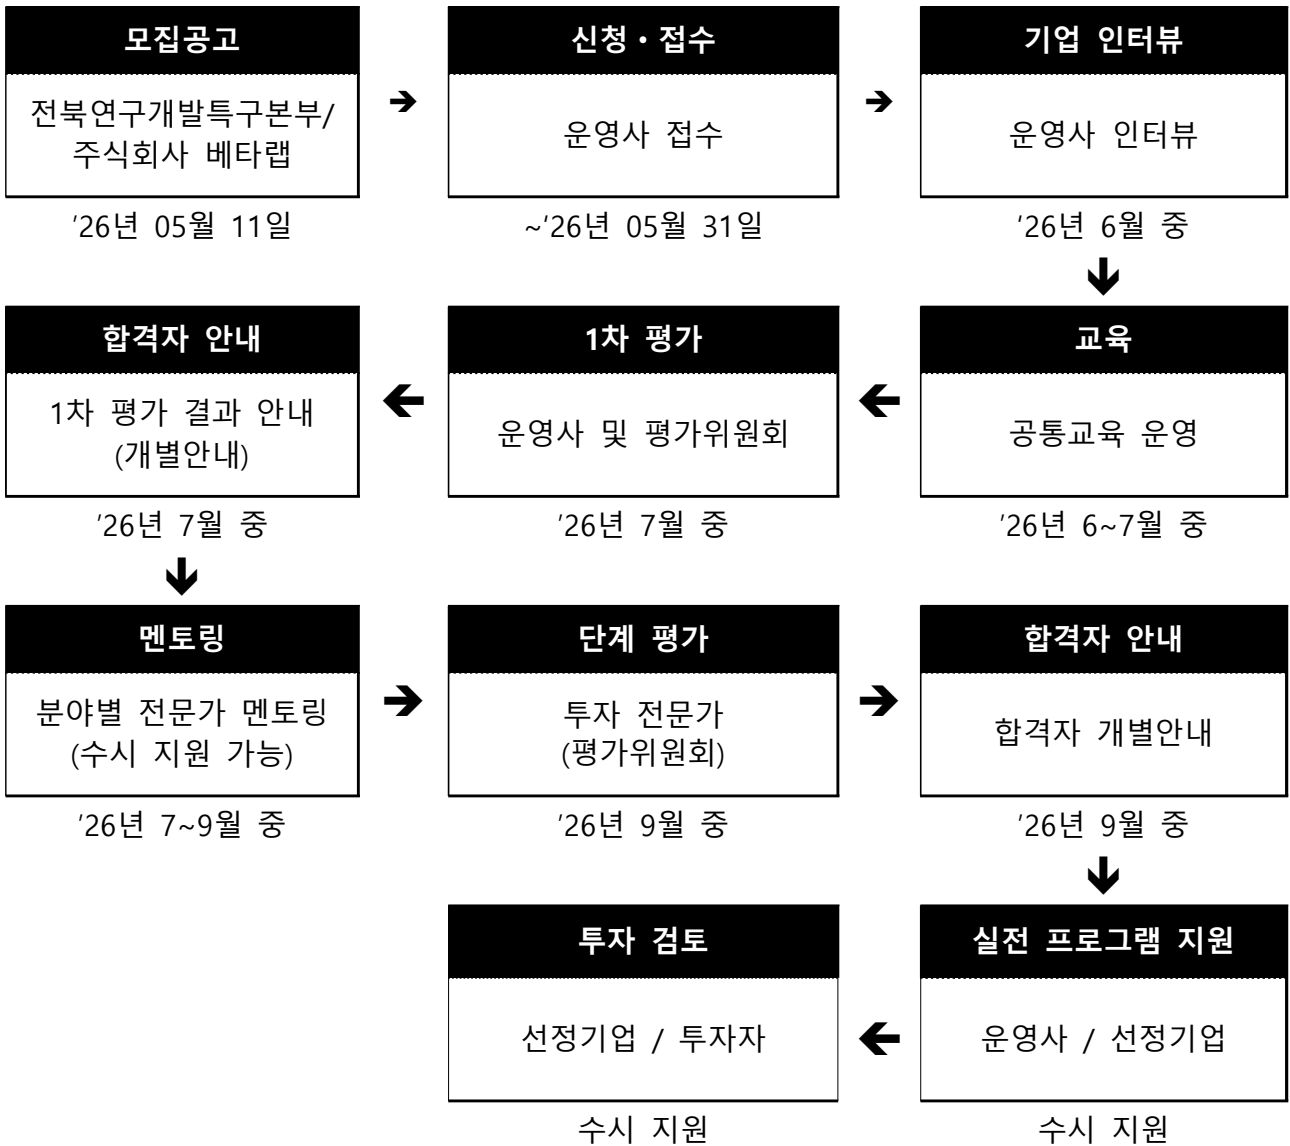 모집공고
전북연구개발특구본부/
주식회사 베타랩
'26년 05월 11일
➔
신청・접수
운영사 접수
~'26년 05월 31일
➔
기업 인터뷰
운영사 인터뷰
'26년 6월 중
교육
공통교육 운영
'26년 6~7월 중
1차 평가
운영사 및 평가위원회
'26년 7월 중
합격자 안내
1차 평가 결과 안내
(개별안내)
'26년 7월 중
멘토링
분야별 전문가 멘토링
(수시 지원 가능)
'26년 7~9월 중
단계 평가
투자 전문가
(평가위원회)
'26년 9월 중
합격자 안내
합격자 개별안내
'26년 9월 중
실전 프로그램 지원
운영사 / 선정기업
수시 지원
투자 검토
선정기업 / 투자자
수시 지원